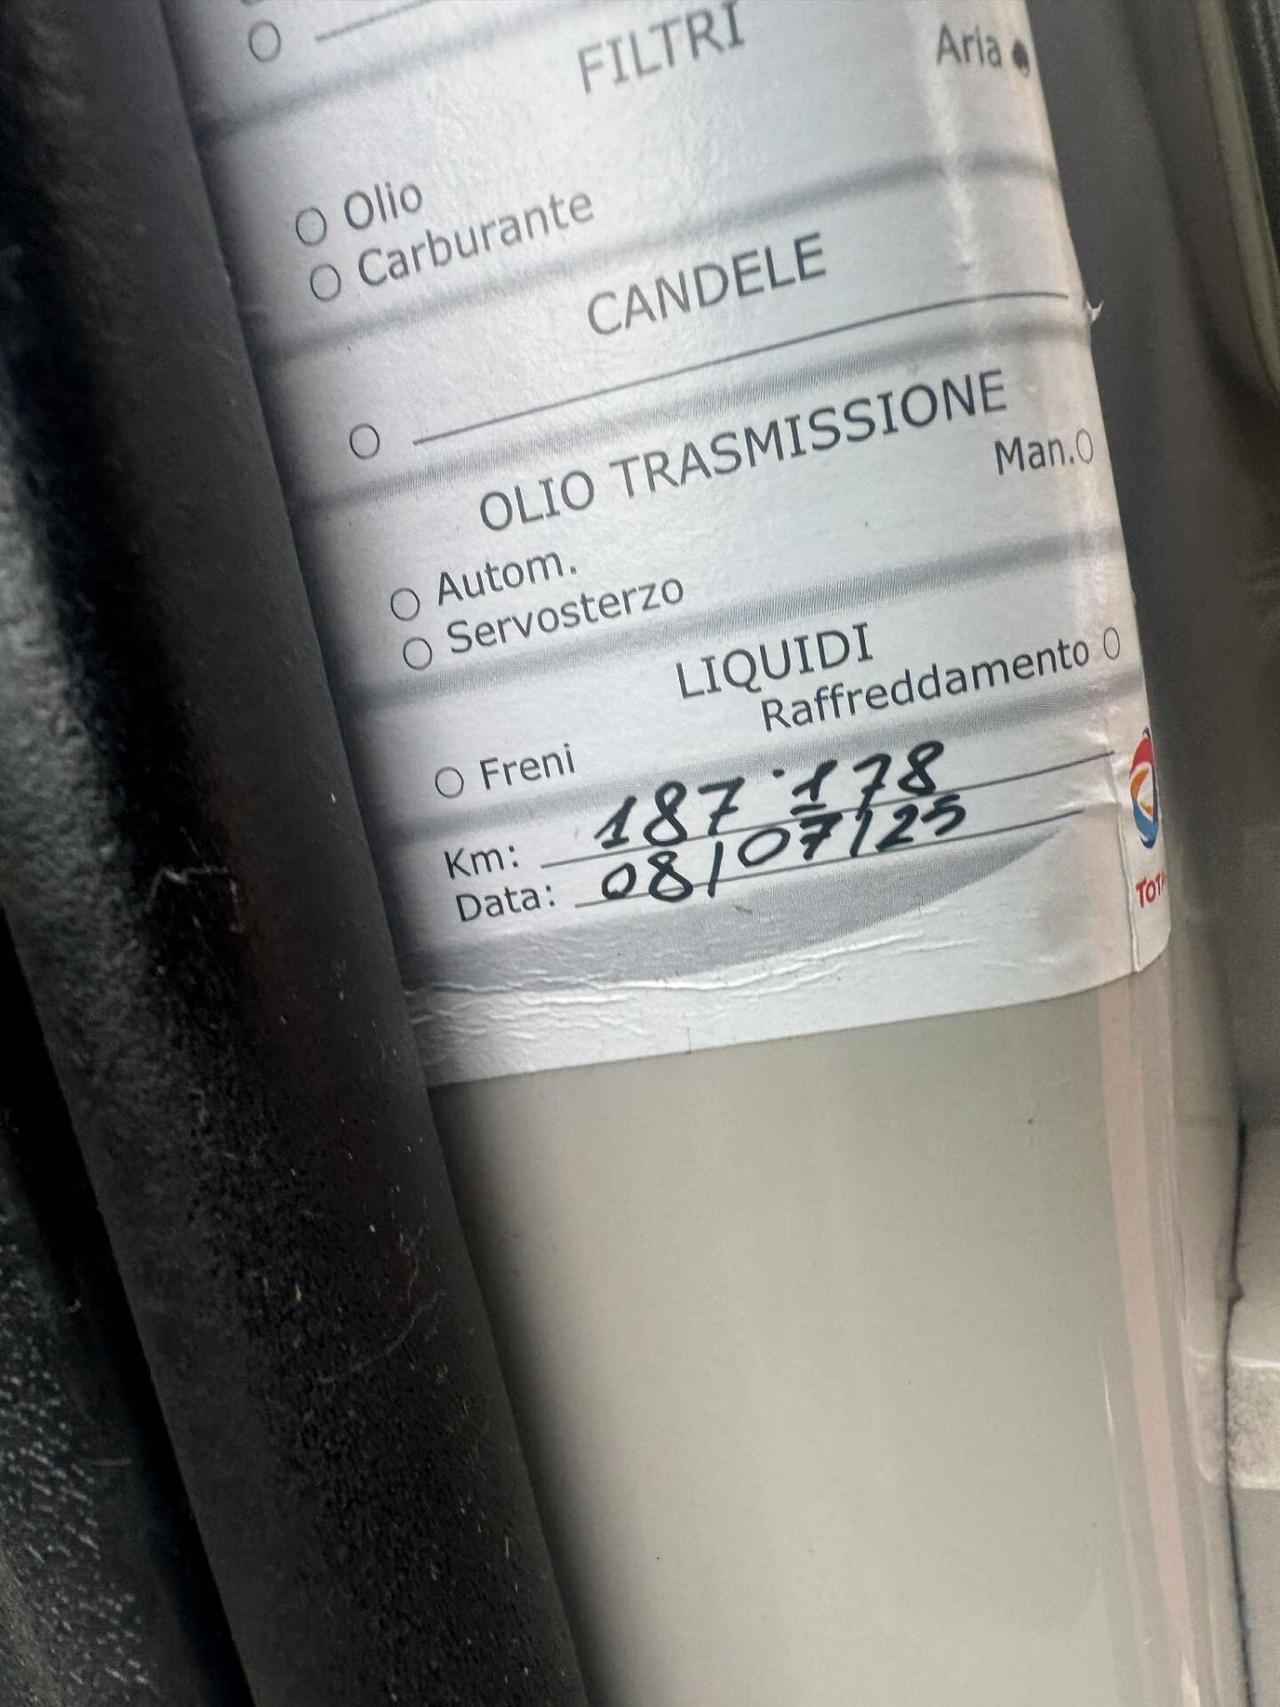 FILTRI
Aria
Olio
Carburante
CANDELE
OLIO TRASMISSIONE
Man.
Autom.
Servosterzo
LIQUIDI
Raffreddamento
Freni
Km: 187.178
Data: 08/07/25